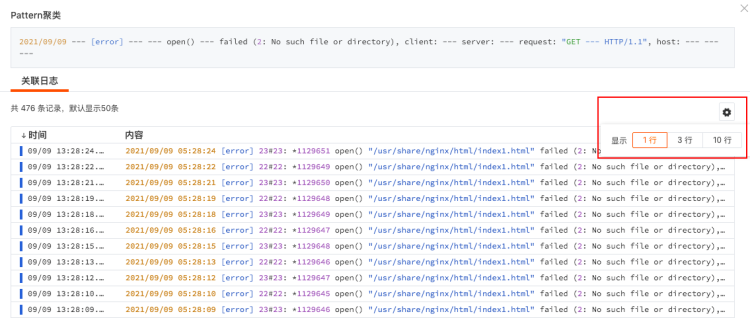 Pattern聚类
2021/09/09 --- [error] --- --- open() --- failed (2: No such file or directory), client: --- server: --- request: "GET --- HTTP/1.1", host: --- ---
---
关联日志
共 476 条记录，默认显示50条
显示 1 行 3 行 10 行
↓ 时间 内容
09/09 13:28:24.... 2021/09/09 05:28:24 [error] 23#23: *1129651 open() "/usr/share/nginx/html/index1.html" failed (2: No
09/09 13:28:22.... 2021/09/09 05:28:22 [error] 22#22: *1129649 open() "/usr/share/nginx/html/index1.html" failed (2: No such file or directory),...
09/09 13:28:21.... 2021/09/09 05:28:21 [error] 23#23: *1129650 open() "/usr/share/nginx/html/index1.html" failed (2: No such file or directory),...
09/09 13:28:19.... 2021/09/09 05:28:19 [error] 22#22: *1129648 open() "/usr/share/nginx/html/index1.html" failed (2: No such file or directory),...
09/09 13:28:18.... 2021/09/09 05:28:18 [error] 23#23: *1129649 open() "/usr/share/nginx/html/index1.html" failed (2: No such file or directory),...
09/09 13:28:16.... 2021/09/09 05:28:16 [error] 22#22: *1129647 open() "/usr/share/nginx/html/index1.html" failed (2: No such file or directory),...
09/09 13:28:15.... 2021/09/09 05:28:15 [error] 23#23: *1129648 open() "/usr/share/nginx/html/index1.html" failed (2: No such file or directory),...
09/09 13:28:13.... 2021/09/09 05:28:13 [error] 22#22: *1129646 open() "/usr/share/nginx/html/index1.html" failed (2: No such file or directory),...
09/09 13:28:12.... 2021/09/09 05:28:12 [error] 23#23: *1129647 open() "/usr/share/nginx/html/index1.html" failed (2: No such file or directory),...
09/09 13:28:10.... 2021/09/09 05:28:10 [error] 22#22: *1129645 open() "/usr/share/nginx/html/index1.html" failed (2: No such file or directory),...
09/09 13:28:09.... 2021/09/09 05:28:09 [error] 23#23: *1129646 open() "/usr/share/nginx/html/index1.html" failed (2: No such file or directory),...